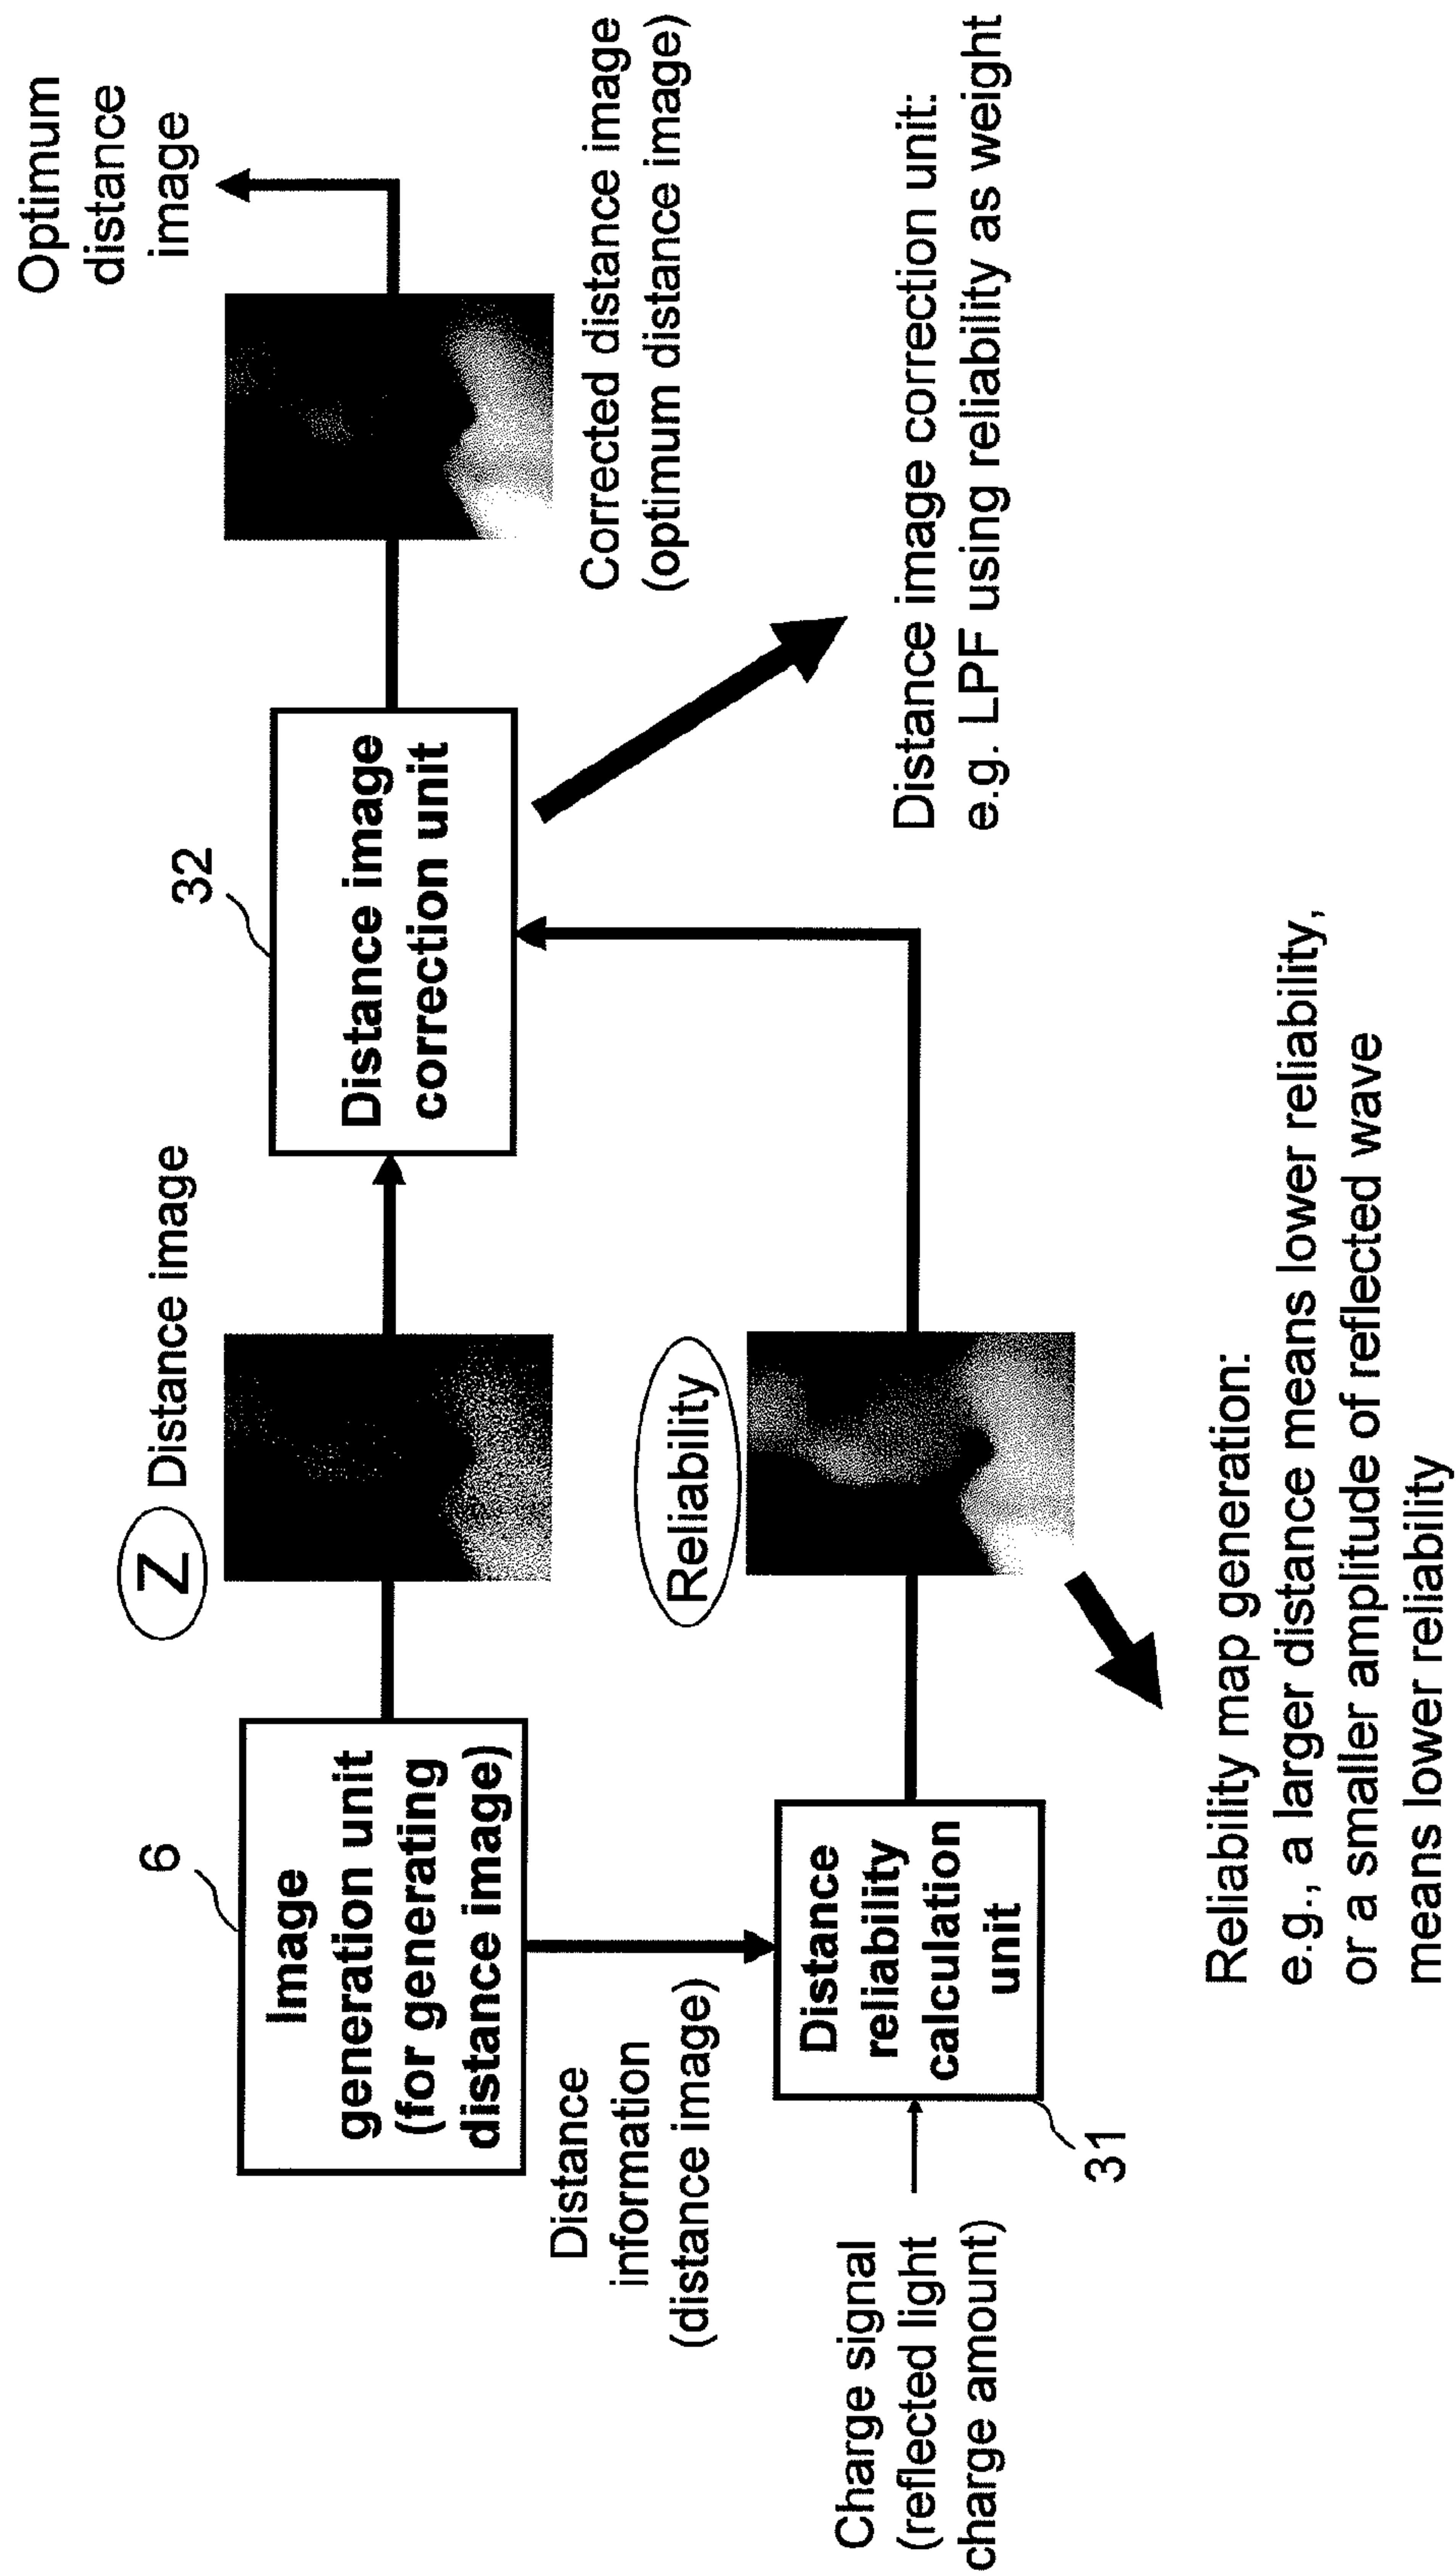 6
Image
generation unit
(for generating
distance image)
Z
Distance image
32
Distance image
correction unit
Optimum
distance
image
Corrected distance image
(optimum distance image)
Distance image correction unit:
e.g. LPF using reliability as weight
Distance
information
(distance image)
Reliability
Charge signal
(reflected light
charge amount)
Distance
reliability
calculation
unit
31
Reliability map generation:
e.g., a larger distance means lower reliability,
or a smaller amplitude of reflected wave
means lower reliability